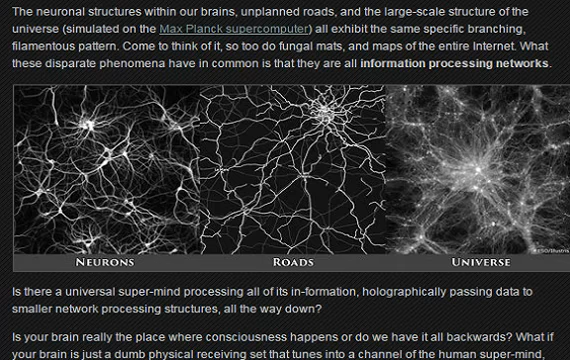 The neuronal structures within our brains, unplanned roads, and the large-scale structure of the
universe (simulated on the Max Planck supercomputer) all exhibit the same specific branching,
filamentous pattern. Come to think of it, so too do fungal mats, and maps of the entire Internet. What
these disparate phenomena have in common is that they are all information processing networks.
NEURONS ROADS UNIVERSE
Is there a universal super-mind processing all of its in-formation, holographically passing data to
smaller network processing structures, all the way down?
Is your brain really the place where consciousness happens or do we have it all backwards? What if
your brain is just a dumb physical receiving set that tunes into a channel of the human super-mind,